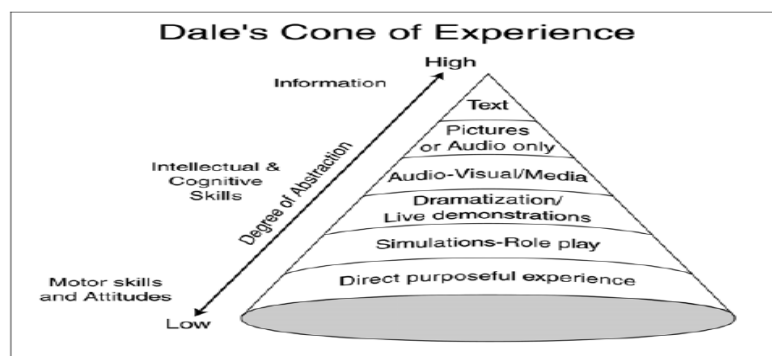 Dale's Cone of Experience
High
Information
Text
Pictures
or Audio only
Intellectual &
Cognitive
Skills
Degree of Abstraction
Audio-Visual/Media
Dramatization/
Live demonstrations
Simulations-Role play
Motor skills
and Attitudes
Direct purposeful experience
Low